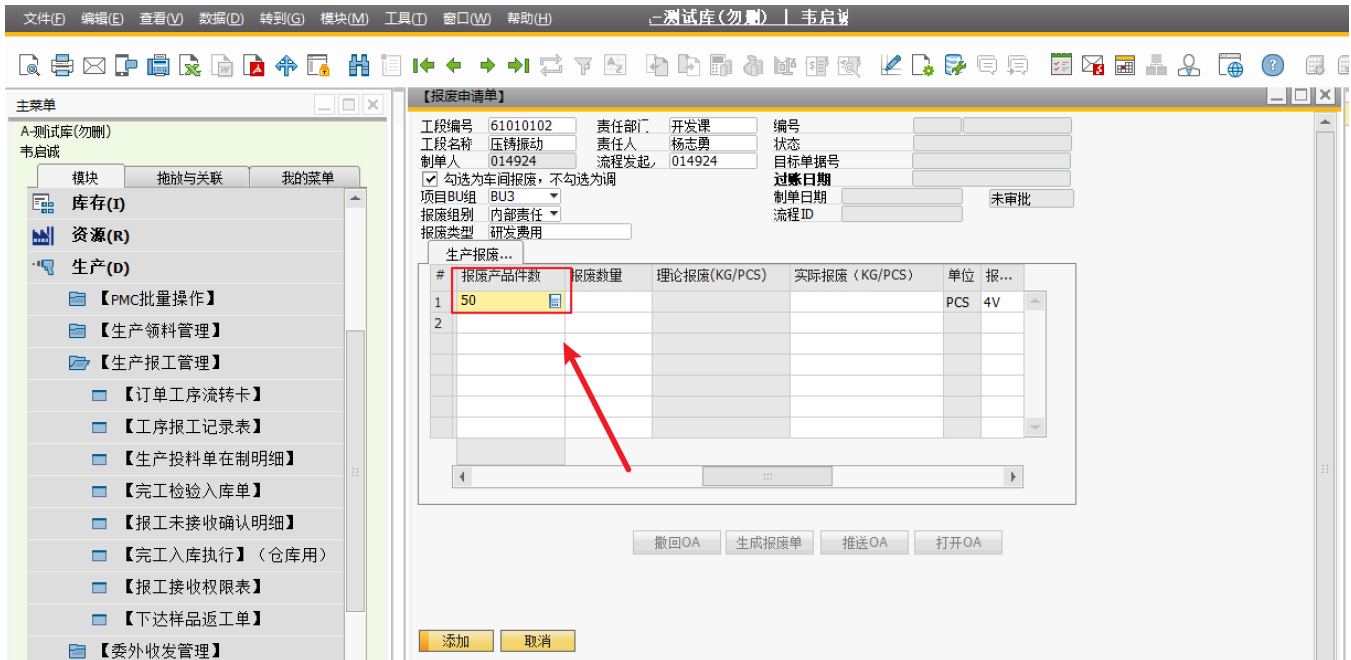 文件(F) 编辑(E) 查看(V) 数据(D) 转到(G) 模块(M) 工具(T) 窗口(W) 帮助(H) -测试库(勿删) | 韦启诚
主菜单
A-测试库(勿删)
韦启诚
模块 拖放与关联 我的菜单
库存(I)
资源(R)
生产(D)
【PMC批量操作】
【生产领料管理】
【生产报工管理】
【订单工序流转卡】
【工序报工记录表】
【生产投料单在制明细】
【完工检验入库单】
【报工未接收确认明细】
【完工入库执行】（仓库用）
【报工接收权限表】
【下达样品返工单】
【委外收发管理】
【报废申请单】
工段编号 61010102 责任部门 开发课 编号
工段名称 压铸振动 责任人 杨志勇 状态
制单人 014924 流程发起, 014924 目标单据号
勾选为车间报废，不勾选为调 过账日期
项目BU组 BU3 制单日期 未审批
报废组别 内部责任 流程ID
报废类型 研发费用
生产报废...
# 报废产品件数 报废数量 理论报废(KG/PCS) 实际报废（KG/PCS） 单位 报...
1 50 PCS 4V
2
撤回OA 生成报废单 推送OA 打开OA
添加 取消